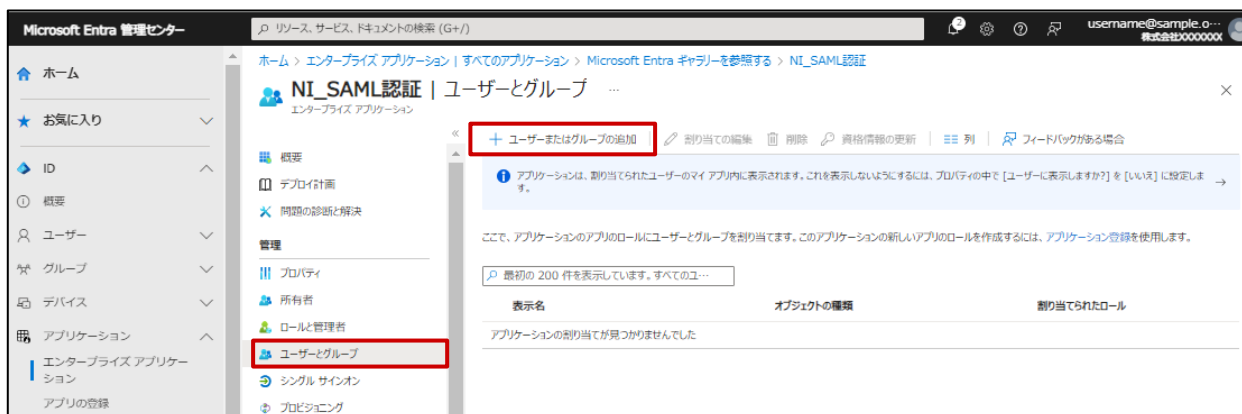 Microsoft Entra 管理センター
リソース、サービス、ドキュメントの検索 (G+/)
2
username@sample.o…
株式会社XXXXXXX
ホーム
お気に入り
ID
概要
ユーザー
グループ
デバイス
アプリケーション
エンタープライズ アプリケー
ション
アプリの登録
ホーム > エンタープライズ アプリケーション | すべてのアプリケーション > Microsoft Entra ギャラリーを参照する > NI_SAML認証
NI_SAML認証 | ユーザーとグループ …
エンタープライズ アプリケーション
概要
デプロイ計画
問題の診断と解決
管理
プロパティ
所有者
ロールと管理者
ユーザーとグループ
シングル サインオン
プロビジョニング
ユーザーまたはグループの追加 割り当ての編集 削除 資格情報の更新 列 フィードバックがある場合
アプリケーションは、割り当てられたユーザーのマイ アプリ内に表示されます。これを表示しないようにするには、プロパティの中で [ユーザーに表示しますか?] を [いいえ] に設定しま
す。
ここで、アプリケーションのアプリのロールにユーザーとグループを割り当てます。このアプリケーションの新しいアプリのロールを作成するには、アプリケーション登録を使用します。
最初の 200 件を表示しています。すべてのユ…
表示名 オブジェクトの種類 割り当てられたロール
アプリケーションの割り当てが見つかりませんでした